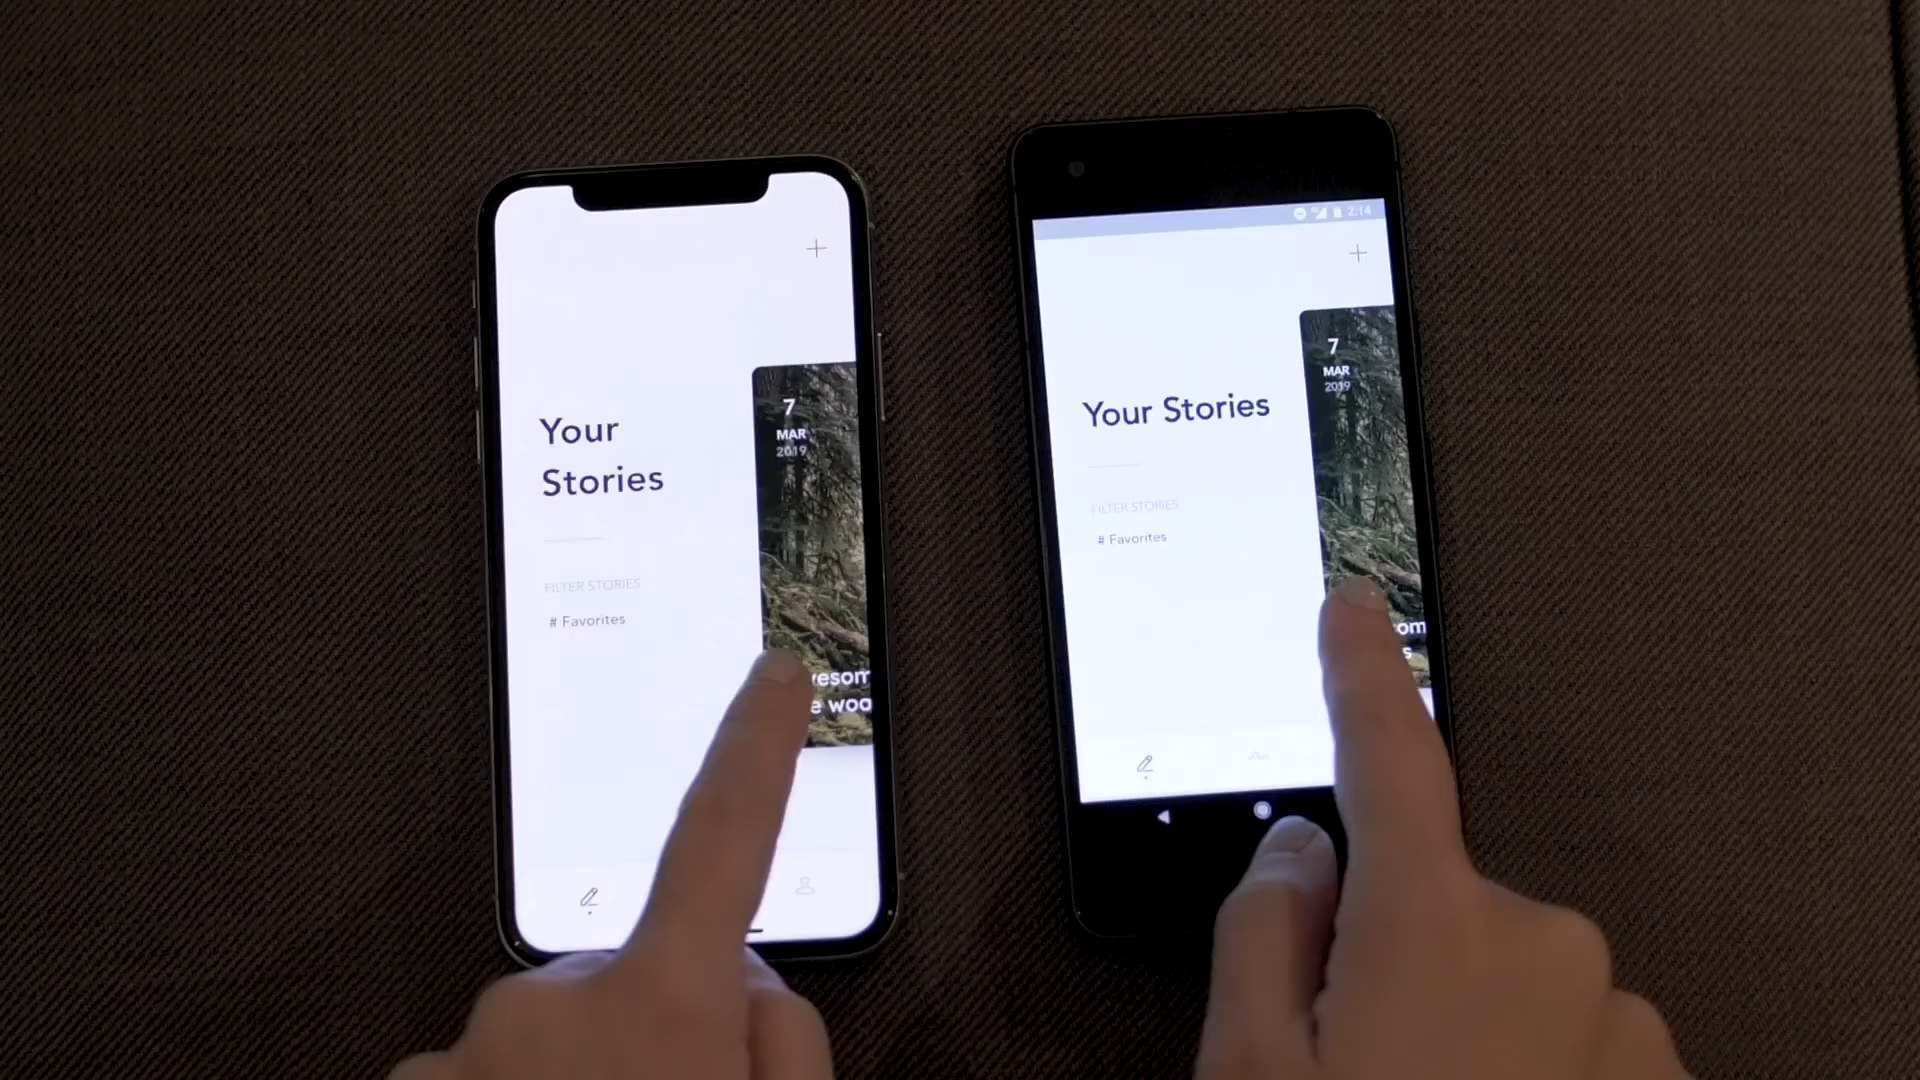 Your
Stories
FILTER STORIES
# Favorites
7
MAR
2019
2:14
Your Stories
FILTER STORIES
# Favorites
7
MAR
2019